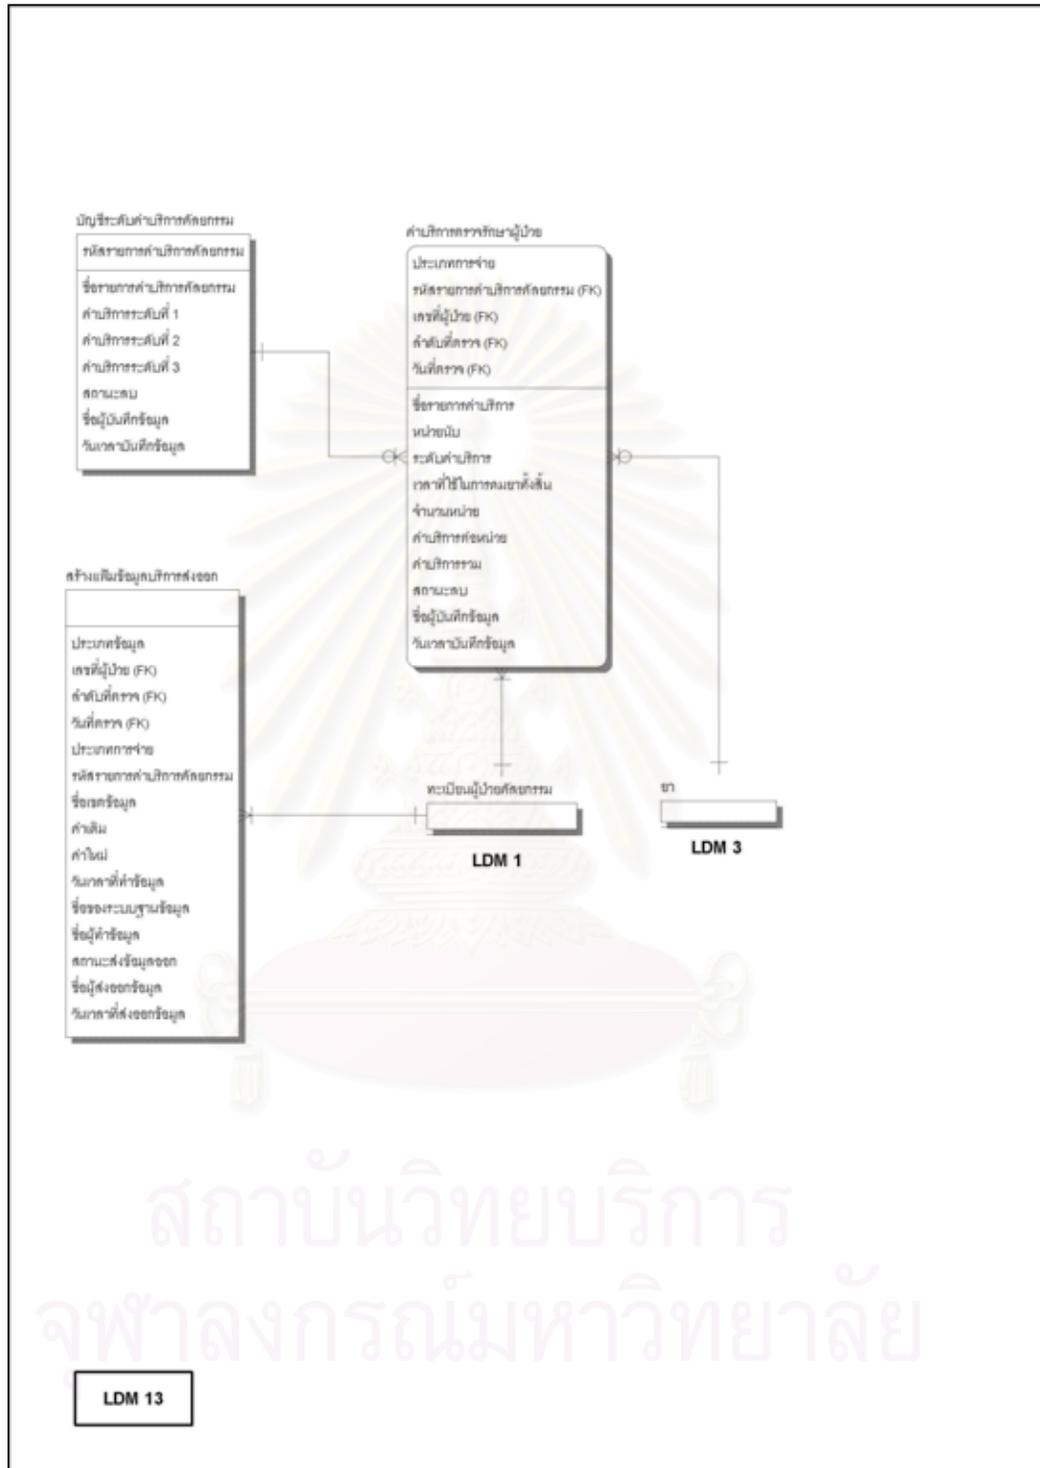 บัญชีระดับค่าบริการศัลยกรรม
รหัสรายการค่าบริการศัลยกรรม
ชื่อรายการค่าบริการศัลยกรรม
ค่าบริการระดับที่ 1
ค่าบริการระดับที่ 2
ค่าบริการระดับที่ 3
สถานะลบ
ชื่อผู้บันทึกข้อมูล
วันเวลาบันทึกข้อมูล
ค่าบริการตรวจรักษาผู้ป่วย
ประเภทการจ่าย
รหัสรายการค่าบริการศัลยกรรม (FK)
เลขที่ผู้ป่วย (FK)
ลำดับที่ตรวจ (FK)
วันที่ตรวจ (FK)
ชื่อรายการค่าบริการ
หน่วยนับ
ระดับค่าบริการ
เวลาที่ใช้ในการดมยาทั้งสิ้น
จำนวนหน่วย
ค่าบริการต่อหน่วย
ค่าบริการรวม
สถานะลบ
ชื่อผู้บันทึกข้อมูล
วันเวลาบันทึกข้อมูล
สร้างแฟ้มข้อมูลบริการส่งออก
ประเภทข้อมูล
เลขที่ผู้ป่วย (FK)
ลำดับที่ตรวจ (FK)
วันที่ตรวจ (FK)
ประเภทการจ่าย
รหัสรายการค่าบริการศัลยกรรม
ชื่อเขตข้อมูล
ค่าเดิม
ค่าใหม่
วันเวลาที่ทำข้อมูล
ชื่อของระบบฐานข้อมูล
ชื่อผู้ทำข้อมูล
สถานะส่งข้อมูลออก
ชื่อผู้ส่งออกข้อมูล
วันเวลาที่ส่งออกข้อมูล
ทะเบียนผู้ป่วยศัลยกรรม
LDM 1
ยา
LDM 3
สถาบันวิทยบริการ
จุฬาลงกรณ์มหาวิทยาลัย
LDM 13